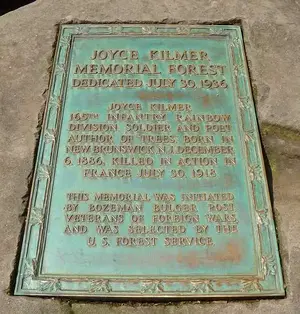 JOYCE KILMER
MEMORIAL FOREST
DEDICATED JULY 30, 1936
JOYCE KILMER
165TH INFANTRY RAINBOW
DIVISION SOLDIER AND POET
AUTHOR OF TREES. BORN IN
NEW BRUNSWICK N.J. DECEMBER
6, 1886, KILLED IN ACTION IN
FRANCE JULY 30, 1918
THIS MEMORIAL WAS INITIATED
BY BOZEMAN BULGER POST
VETERANS OF FOREIGN WARS
AND WAS SELECTED BY THE
U. S. FOREST SERVICE